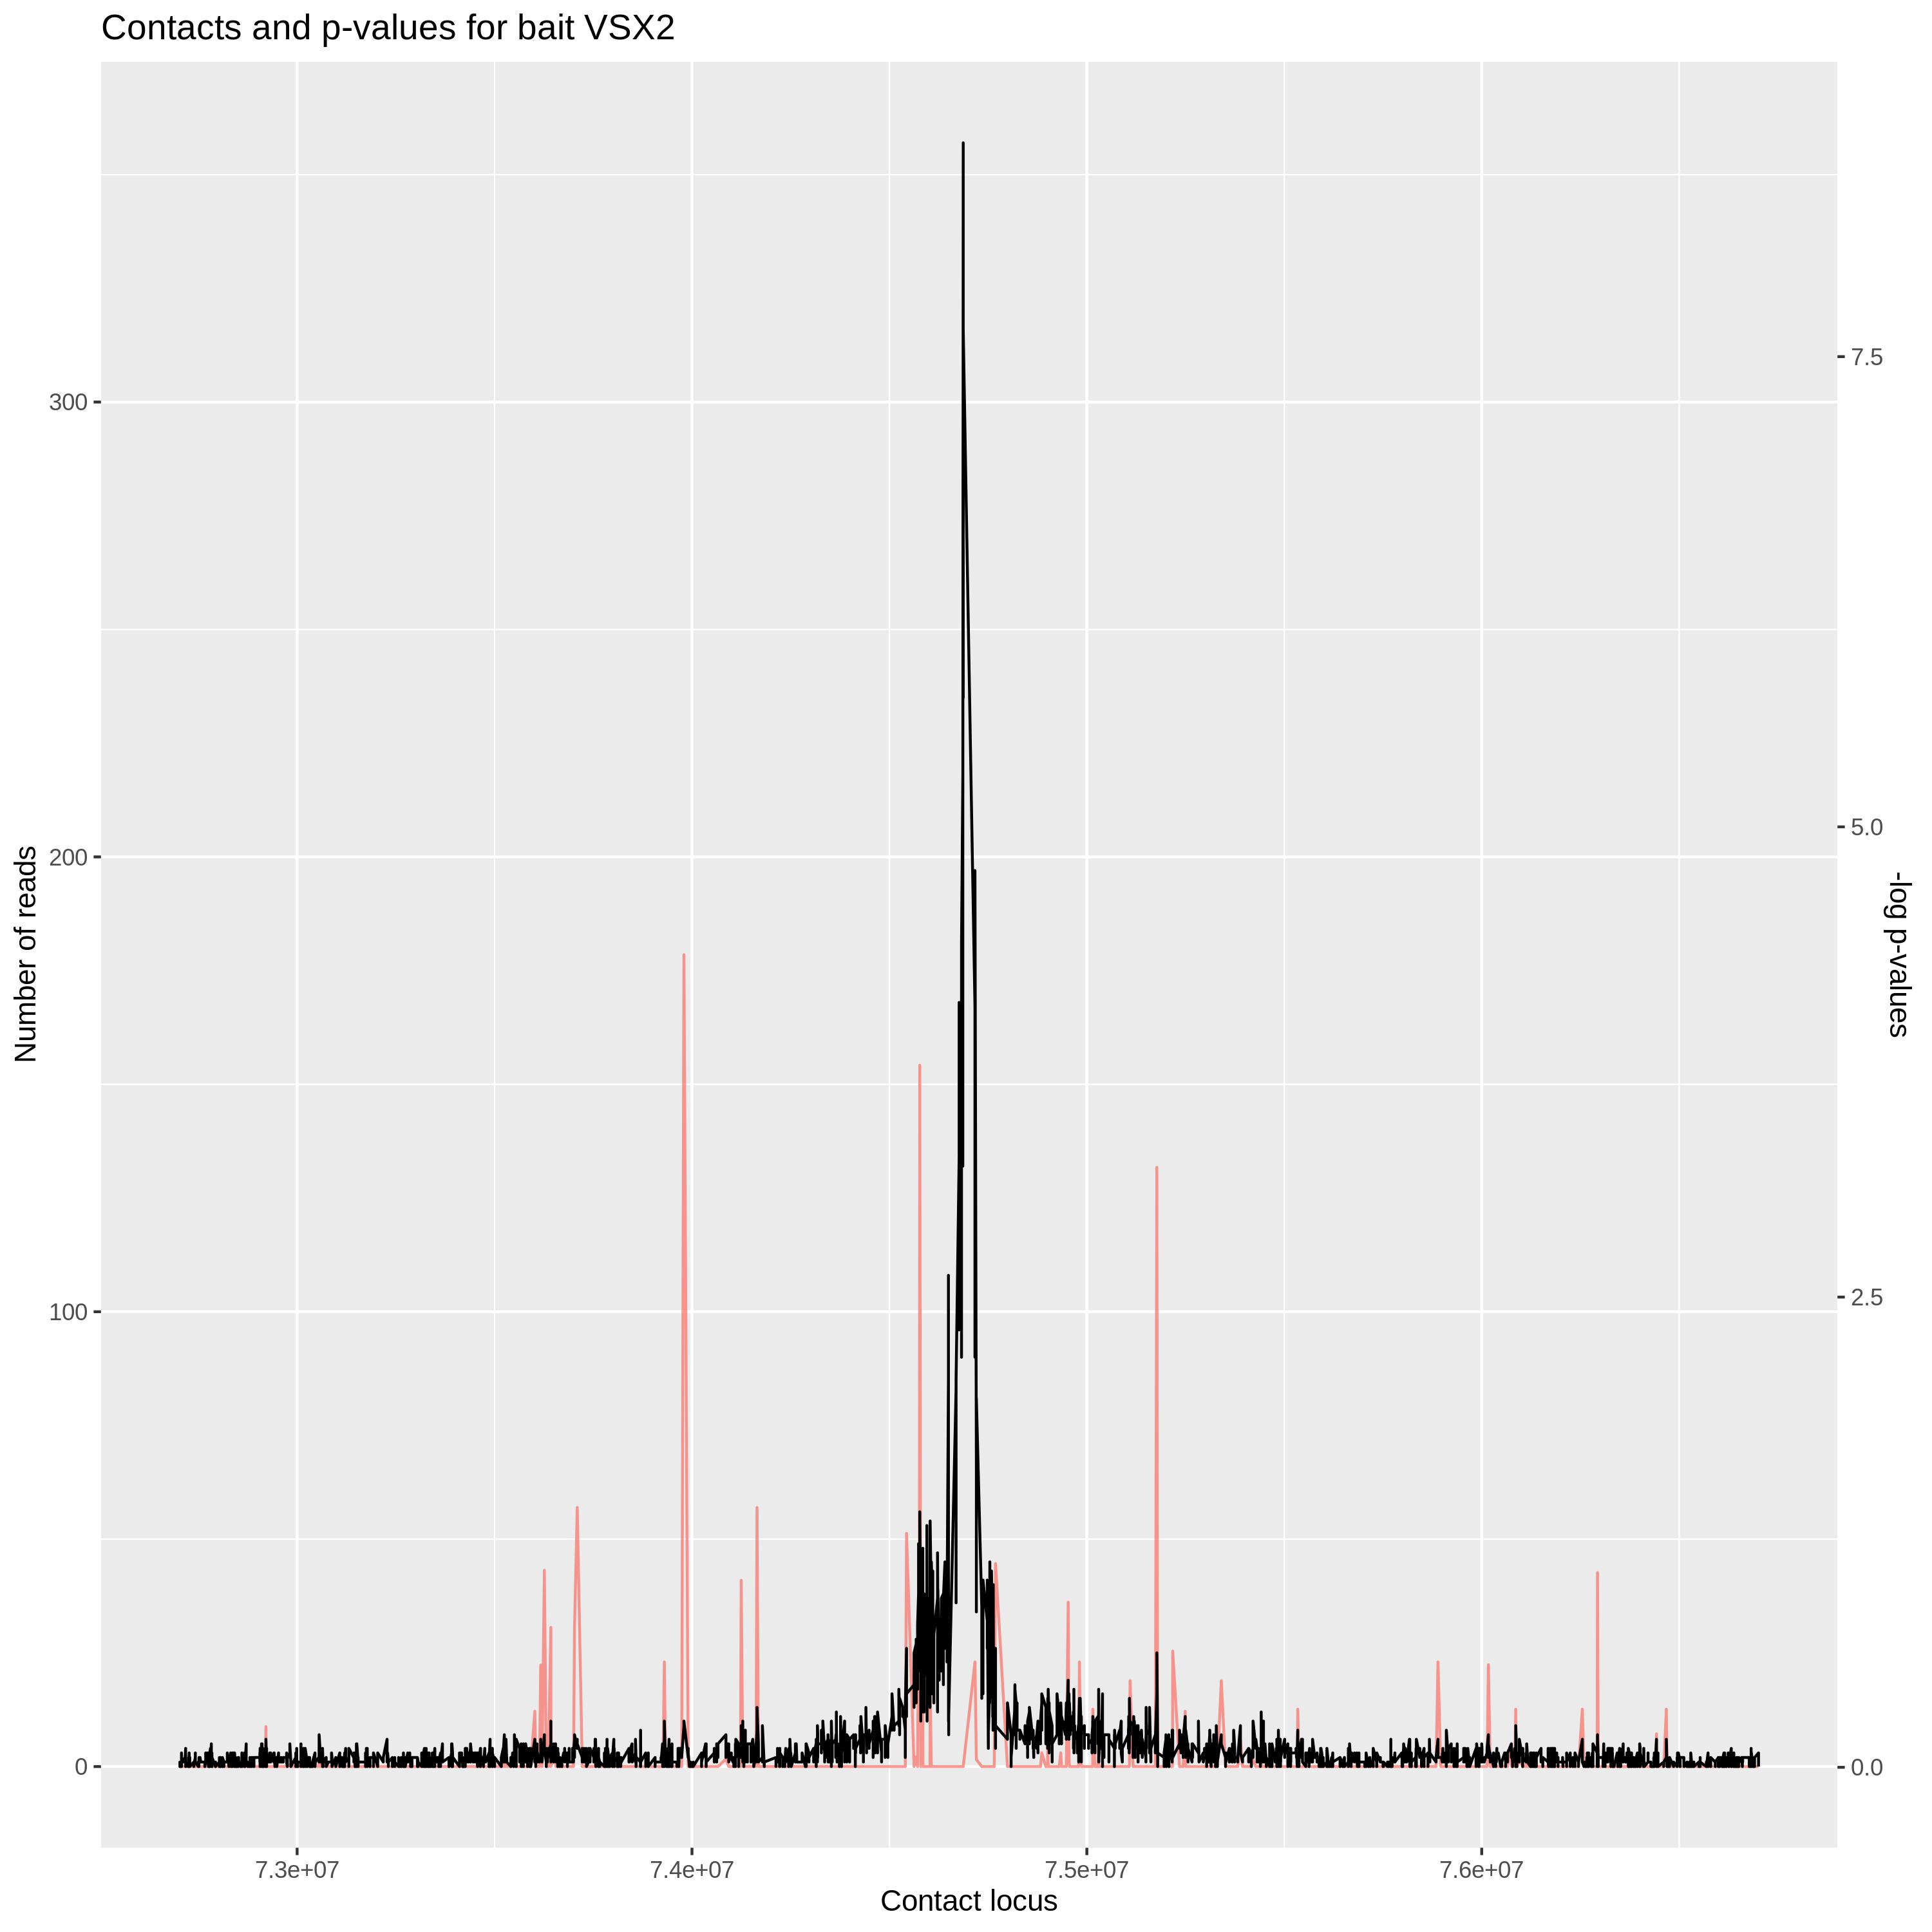 Contacts and p-values for bait VSX2
Number of reads
300
200
100
0
7.5
5.0
2.5
0.0
-log p-values
7.3e+07
7.4e+07
7.5e+07
7.6e+07
Contact locus